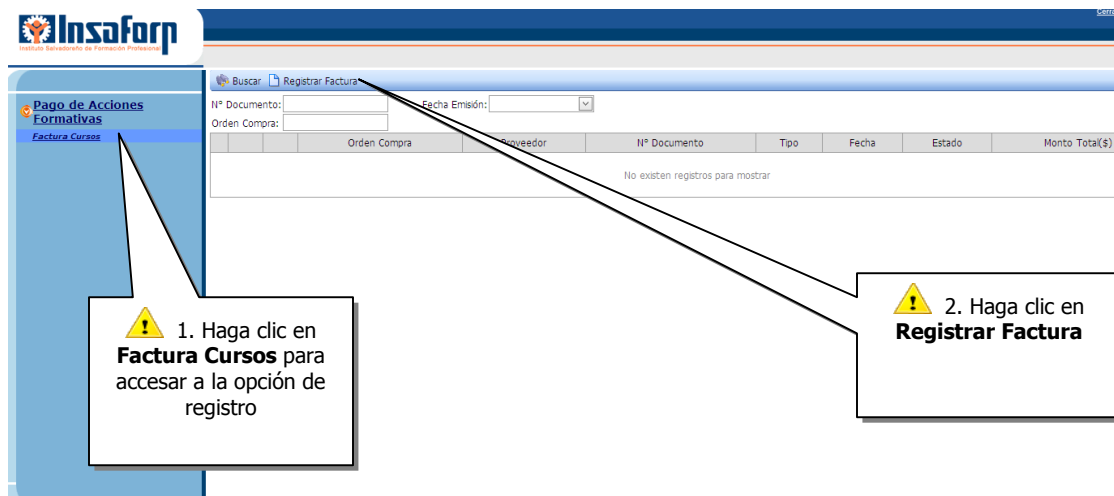 Insaforp
Instituto Salvadoreño de Formación Profesional
Buscar Registrar Factura
Pago de Acciones
Formativas
Factura Cursos
N° Documento: Fecha Emisión:
Orden Compra:
Orden Compra Proveedor N° Documento Tipo Fecha Estado Monto Total($)
No existen registros para mostrar
1. Haga clic en
Factura Cursos para
accesar a la opción de
registro
2. Haga clic en
Registrar Factura